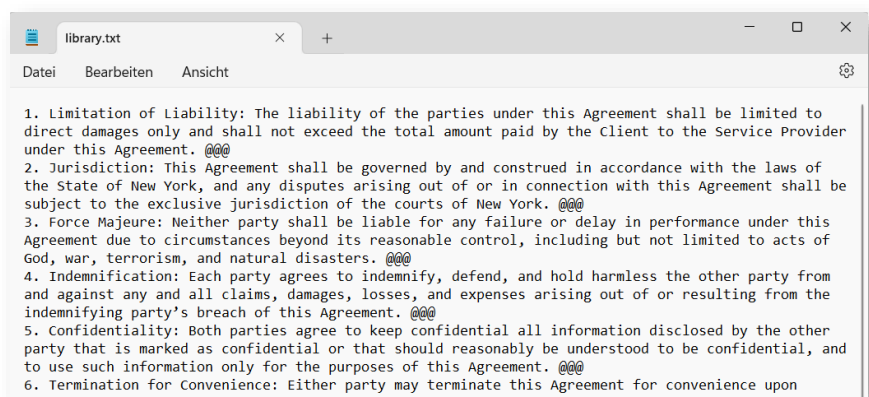 library.txt
Datei Bearbeiten Ansicht
1. Limitation of Liability: The liability of the parties under this Agreement shall be limited to
direct damages only and shall not exceed the total amount paid by the Client to the Service Provider
under this Agreement. @@@
2. Jurisdiction: This Agreement shall be governed by and construed in accordance with the laws of
the State of New York, and any disputes arising out of or in connection with this Agreement shall be
subject to the exclusive jurisdiction of the courts of New York. @@@
3. Force Majeure: Neither party shall be liable for any failure or delay in performance under this
Agreement due to circumstances beyond its reasonable control, including but not limited to acts of
God, war, terrorism, and natural disasters. @@@
4. Indemnification: Each party agrees to indemnify, defend, and hold harmless the other party from
and against any and all claims, damages, losses, and expenses arising out of or resulting from the
indemnifying party’s breach of this Agreement. @@@
5. Confidentiality: Both parties agree to keep confidential all information disclosed by the other
party that is marked as confidential or that should reasonably be understood to be confidential, and
to use such information only for the purposes of this Agreement. @@@
6. Termination for Convenience: Either party may terminate this Agreement for convenience upon